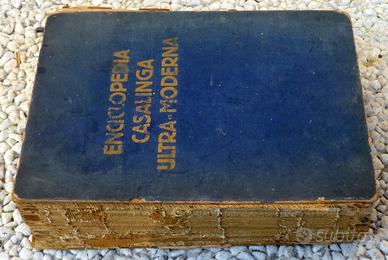 ENCICLOPEDIA
CASALINGA
ULTRA-MODERNA
subito